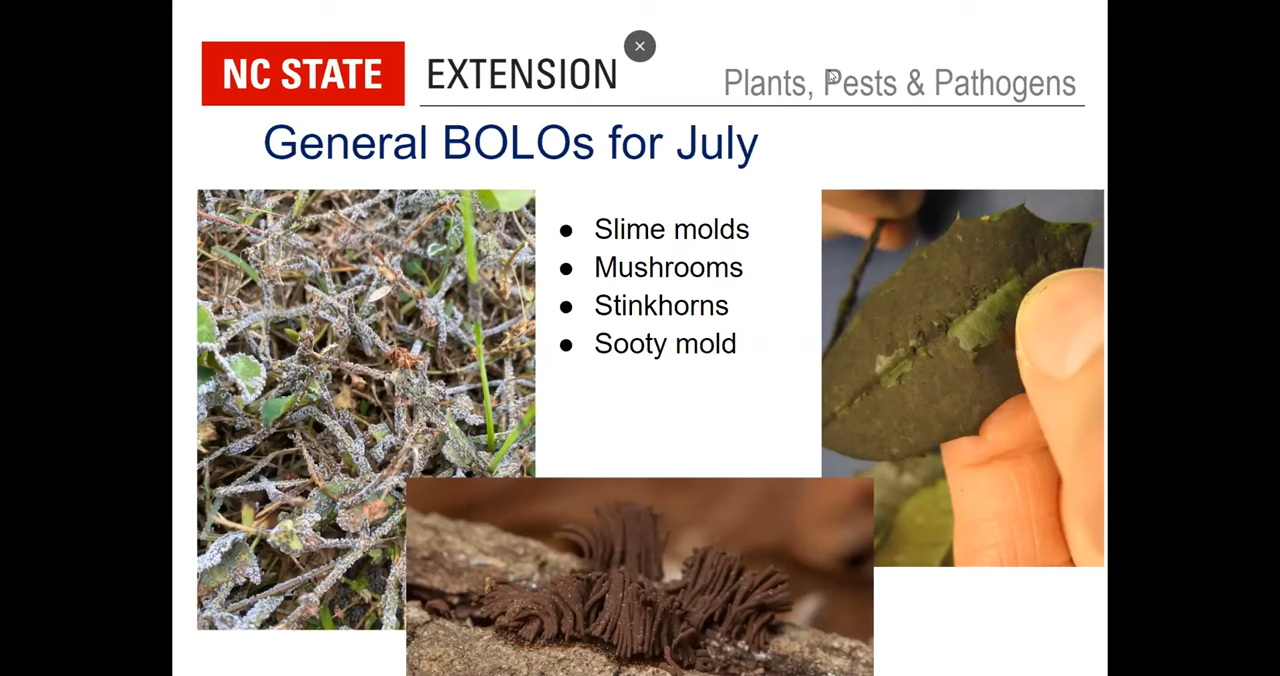 NC STATE EXTENSION
Plants, Pests & Pathogens
General BOLOs for July
● Slime molds
● Mushrooms
● Stinkhorns
● Sooty mold